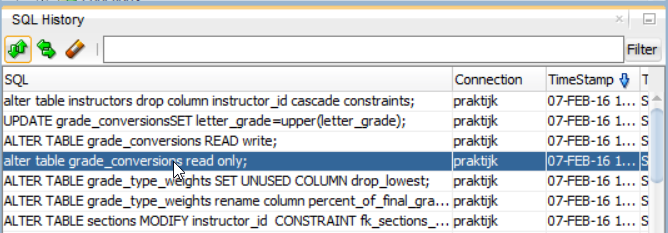 SQL History
Filter
SQL Connection TimeStamp T
alter table instructors drop column instructor_id cascade constraints; praktijk 07-FEB-16 1... S
UPDATE grade_conversionsSET letter_grade=upper(letter_grade); praktijk 07-FEB-16 1... S
ALTER TABLE grade_conversions READ write; praktijk 07-FEB-16 1... S
alter table grade_conversions read only; praktijk 07-FEB-16 1... S
ALTER TABLE grade_type_weights SET UNUSED COLUMN drop_lowest; praktijk 07-FEB-16 1... S
ALTER TABLE grade_type_weights rename column percent_of_final_gra... praktijk 07-FEB-16 1... S
ALTER TABLE sections MODIFY instructor_id CONSTRAINT fk_sections_... praktijk 07-FEB-16 1... S